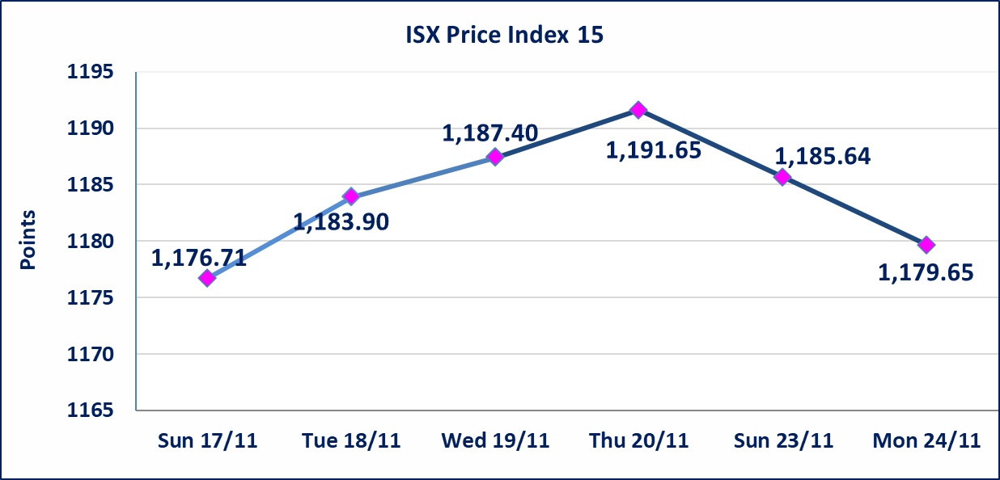 ISX Price Index 15
1195
1190
1185
1180
1175
1170
1165
Points
1,176.71
1,183.90
1,187.40
1,191.65
1,185.64
1,179.65
Sun 17/11
Tue 18/11
Wed 19/11
Thu 20/11
Sun 23/11
Mon 24/11